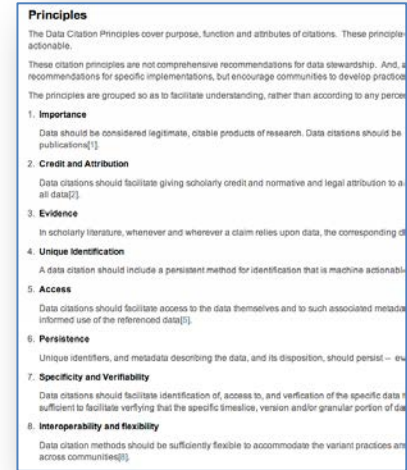 Principles
The Data Citation Principles cover purpose, function and attributes of citations. These principle
actionable.
These citation principles are not comprehensive recommendations for data stewardship. And, a
recommendations for specific implementations, but encourage communities to develop practice
The principles are grouped so as to facilitate understanding, rather than according to any percei
1. Importance
Data should be considered legitimate, citable products of research. Data citations should be
publications[1].
2. Credit and Attribution
Data citations should facilitate giving scholarly credit and normative and legal attribution to a
all data[2].
3. Evidence
In scholarly literature, whenever and wherever a claim relies upon data, the corresponding d
4. Unique Identification
A data citation should include a persistent method for identification that is machine actionabl
5. Access
Data citations should facilitate access to the data themselves and to such associated metada
informed use of the referenced data[5].
6. Persistence
Unique identifiers, and metadata describing the data, and its disposition, should persist -- ev
7. Specificity and Verifiability
Data citations should facilitate identification of, access to, and verfication of the specific data
sufficient to facilitate verfiying that the specific timeslice, version and/or granular portion of da
8. Interoperability and flexibility
Data citation methods should be sufficiently flexible to accommodate the variant practices am
across communities[8].